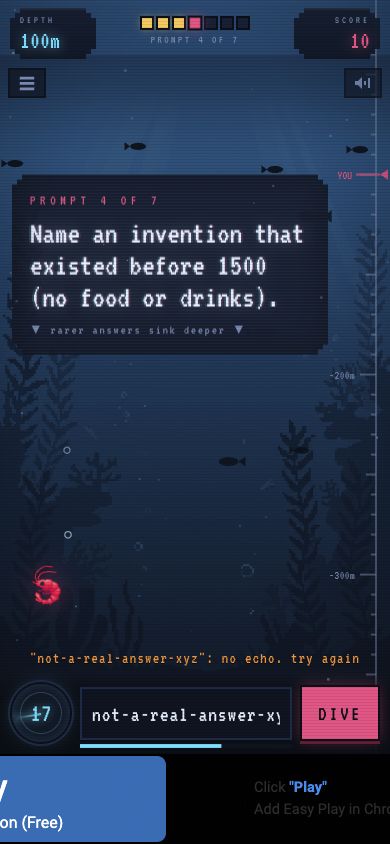 DEPTH
100m
PROMPT 4 OF 7
SCORE
10
YOU
PROMPT 4 OF 7
Name an invention that
existed before 1500
(no food or drinks).
▼ rarer answers sink deeper ▼
-200m
-300m
"not-a-real-answer-xyz": no echo. try again
17
not-a-real-answer-xy
DIVE
Click "Play"
on (Free)
Add Easy Play in Chro